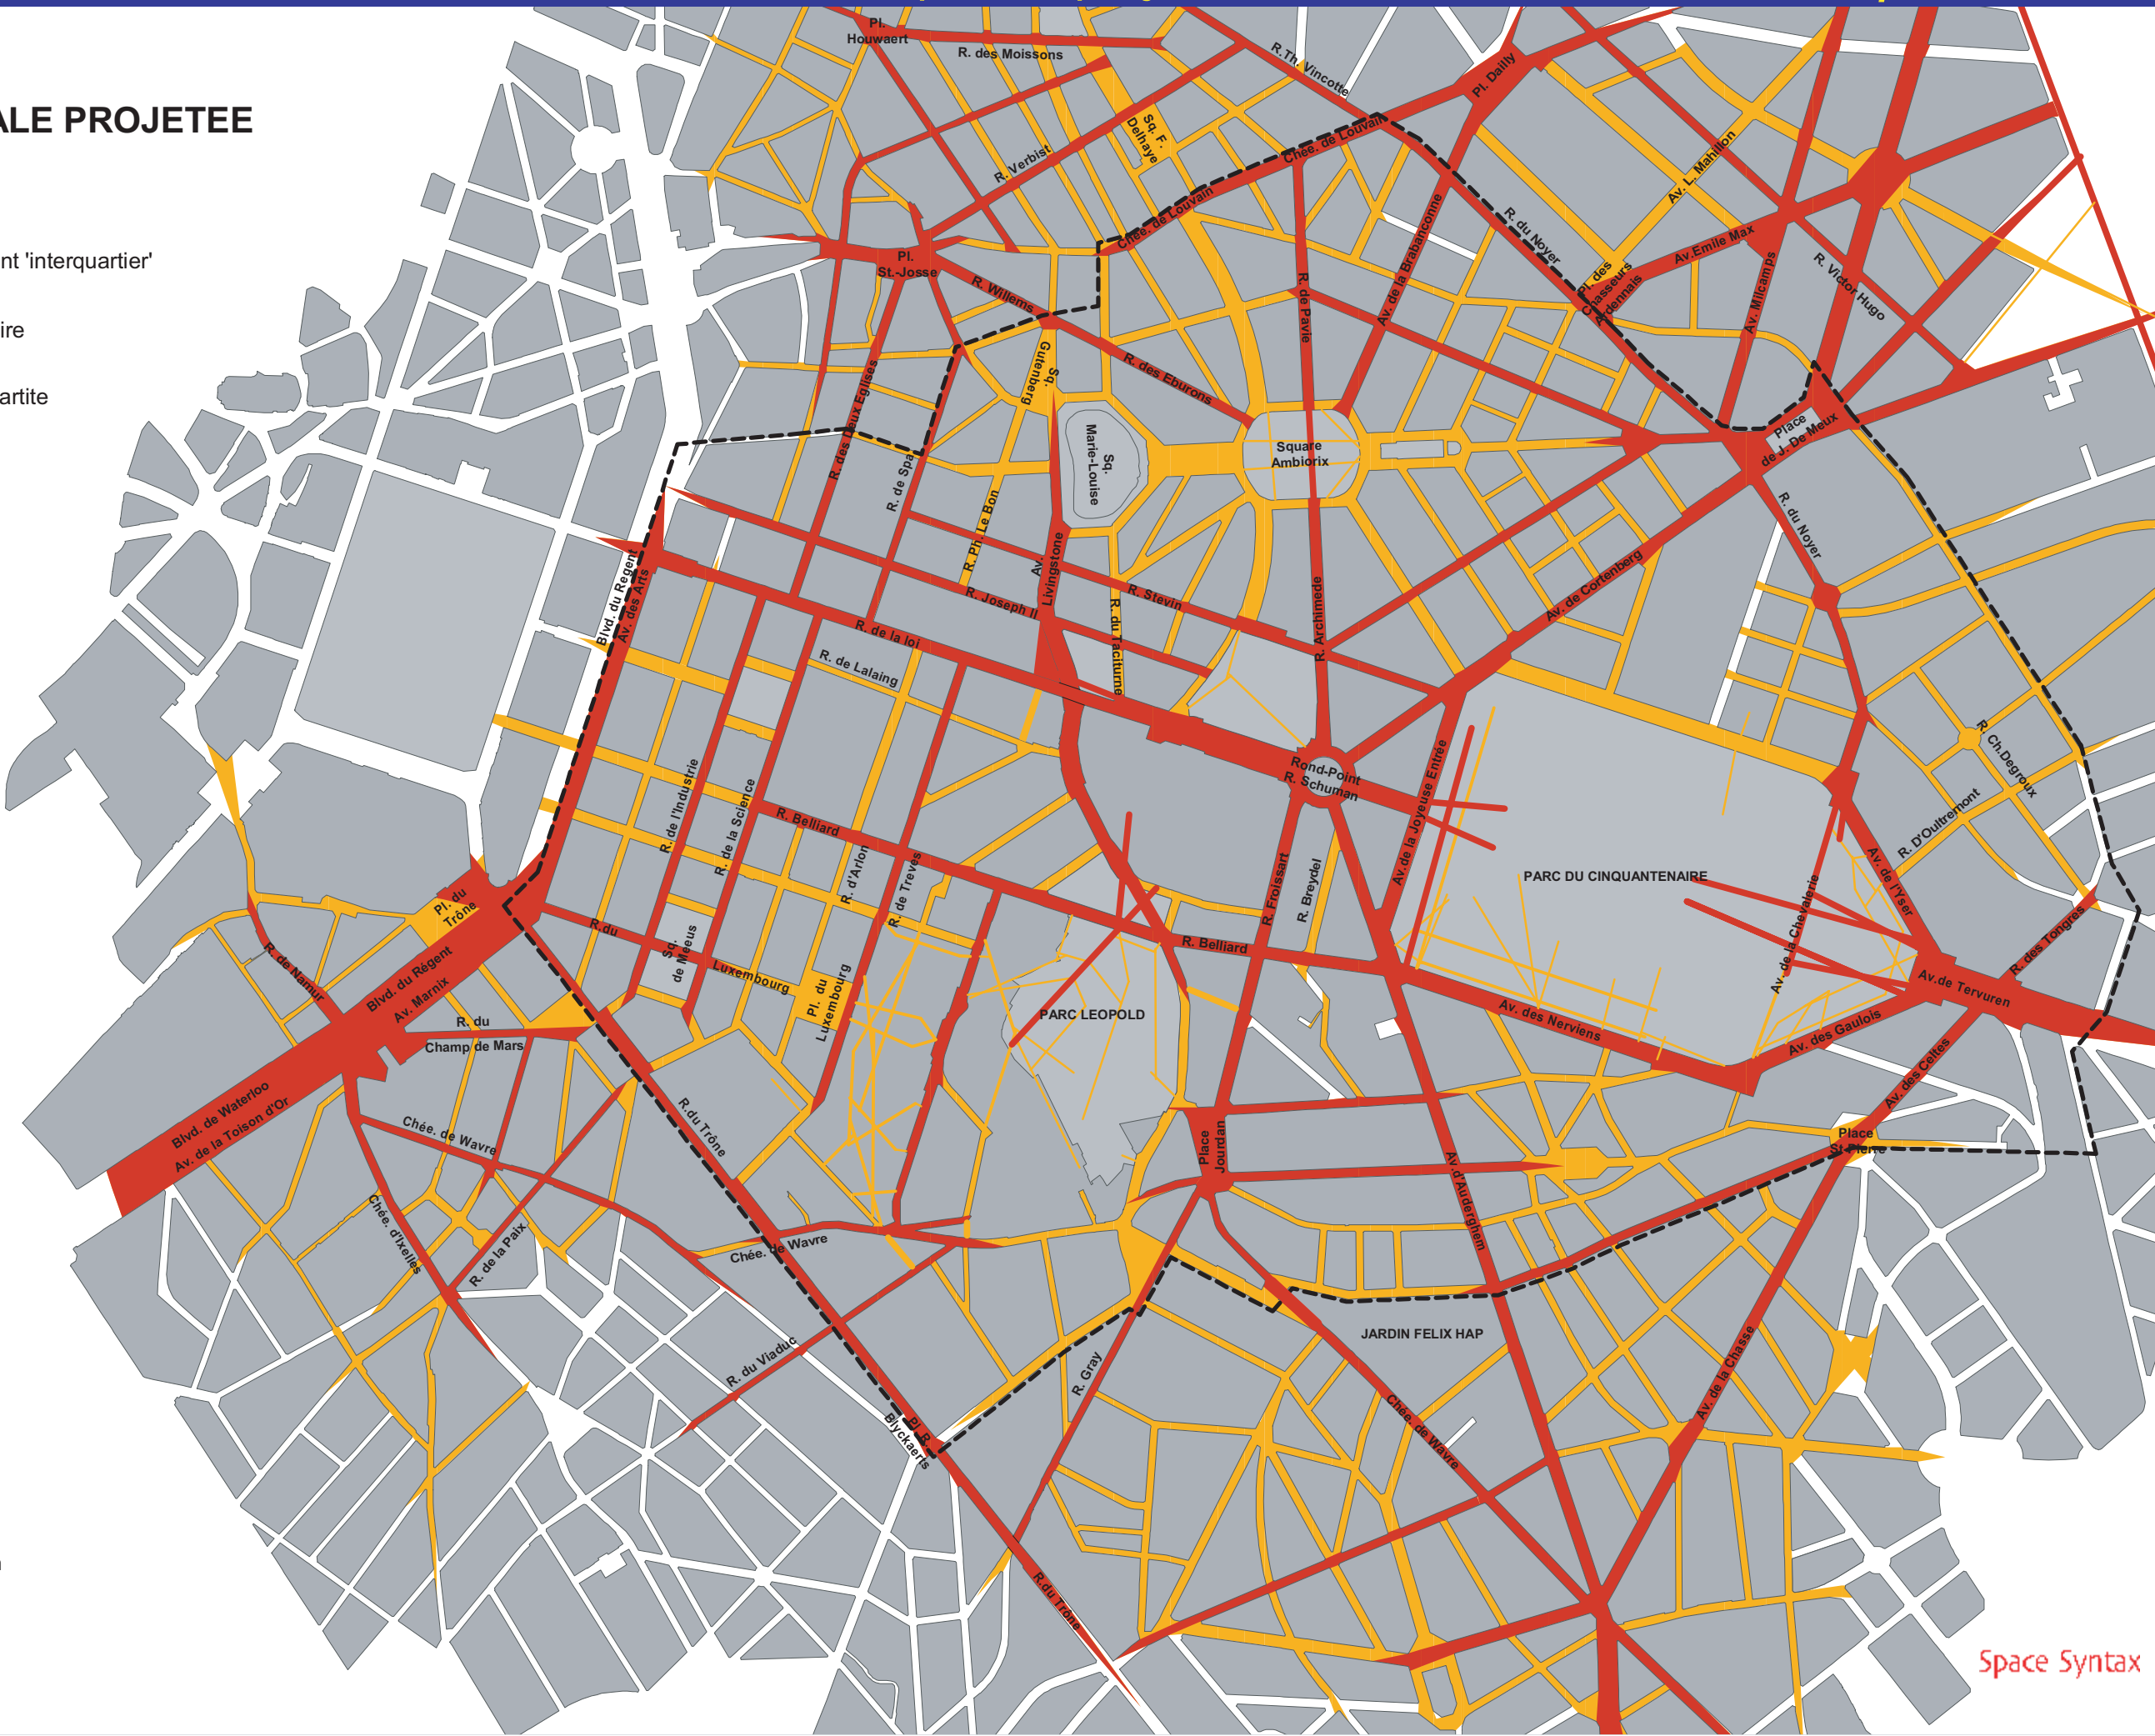 ALE PROJETEE
nt 'interquartier'
ire
artite
Pl.
Houwaert
R. des Moissons
R.Th. Vincotte
Pl. Dailly
Sq. F.
Delhaye
R. Verbist
Chée. de Louvain
Chée. de Louvain
Av. L. Mahillon
R. du Noyer
Av.Emile Max
Pl. des
Chasseurs
Ardennais
Av. Milcamps
R. Victor Hugo
Pl.
St.-Josse
R. Willems
R. de Pavie
Av. de la Brabanconne
Sq.
Gutenberg
R. des Eburons
R. des Deux Eglises
R. de Spa
Sq.
Marie-Louise
Square
Ambiorix
Place
de J. De Meux
R. Ph. Le Bon
Av.
Livingstone
R. du Noyer
Blvd. du Regent
Av. des Arts
R. Joseph II
R. Stevin
R. du Taciturne
R. Archimede
Av. de Cortenberg
R. de la loi
R. de Lalaing
R. Ch.Degroux
R. de l'Industrie
R. de la Science
R. Belliard
Rond-Point
R. Schuman
Av.de la Joyeuse Entrée
R. D'Oultremont
R. d'Arlon
R. de Treves
R. Froissart
R. Breydel
PARC DU CINQUANTENAIRE
Av. de l'Yser
Av. de la Chevalerie
Pl. du
Trône
R.du
Luxembourg
Sq.
de Meeus
R. Belliard
R. des Tongres
Av.de Tervuren
R. de Namur
Blvd. du Régent
Av. Marnix
Pl. du
Luxembourg
PARC LEOPOLD
Av. des Nerviens
Av. des Gaulois
R. du
Champ de Mars
Av. des Celtes
Blvd. de Waterloo
Av. de la Toison d'Or
Chée. de Wavre
R.du Trône
Place
Jourdan
Place
St-Pierre
Av.d'Auderghem
Chée. d'Ixelles
R. de la Paix
Chée. de Wavre
R. du Viaduc
JARDIN FELIX HAP
R. Gray
Av. de la Chasse
Chée. de Wavre
Pl. R.
Blyckaerts
R.du Trône
Space Syntax